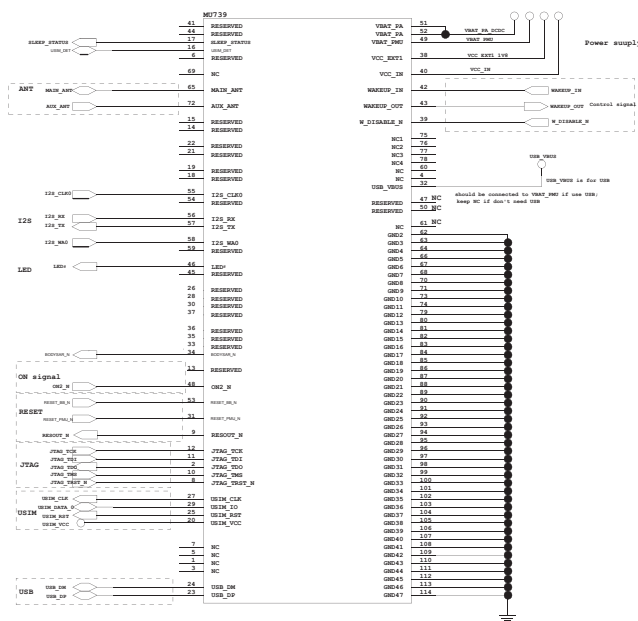 MU739
41 RESERVED
44 RESERVED
SLEEP_STATUS 17 SLEEP_STATUS
USIM_DET 16 USIM_DET
6 RESERVED
69 NC
ANT
MAIN_ANT 65 MAIN_ANT
AUX_ANT 72 AUX_ANT
15 RESERVED
14 RESERVED
22 RESERVED
21 RESERVED
19 RESERVED
18 RESERVED
I2S_CLK0 55 I2S_CLK0
54 RESERVED
I2S
I2S_RX 56 I2S_RX
I2S_TX 57 I2S_TX
I2S_WA0 58 I2S_WA0
59 RESERVED
LED
46
45 RESERVED
26 RESERVED
28 RESERVED
30 RESERVED
37 RESERVED
36 RESERVED
35 RESERVED
33 RESERVED
BODYSAR_N 34 BODYSAR_N
13 RESERVED
ON signal
ON2_N 48 ON2_N
RESET_BB_N 53 RESET_BB_N
RESET
RESET_PMU_N 31 RESET_PMU_N
RESOUT_N 9 RESOUT_N
JTAG
JTAG_TCK 12 JTAG_TCK
JTAG_TDI 11 JTAG_TDI
JTAG_TDO 2 JTAG_TDO
JTAG_TMS 10 JTAG_TMS
JTAG_TRST_N 8 JTAG_TRST_N
USIM
USIM_CLK 27 USIM_CLK
USIM_DATA_0 29 USIM_IO
USIM_RST 25 USIM_RST
USIM_VCC 20 USIM_VCC
7 NC
5 NC
1 NC
3 NC
USB
USB_DM 24 USB_DM
USB_DP 23 USB_DP
VBAT_PA 51
VBAT_PA 52 VBAT_PA_DCDC
VBAT_PMU 49 VBAT_PMU
Power suuply
VCC_EXT1 38 VCC_EXT1_1V8
VCC_IN 40 VCC_IN
WAKEUP_IN 42 WAKEUP_IN
WAKEUP_OUT 43 WAKEUP_OUT Control signal
W_DISABLE_N 39 W_DISABLE_N
NC1 75
NC2 76
NC3 77
NC4 78
NC 60
NC 4
USB_VBUS 32
USB_VBUS
USB_VBUS is for USB
should be connected to VBAT_PMU if use USB;
keep NC if don't need USB
RESERVED 47 NC
RESERVED 50 NC
NC 61 NC
GND2 62
GND3 63
GND4 64
GND5 66
GND6 67
GND7 68
GND8 70
GND9 71
GND10 73
GND11 74
GND12 79
GND13 80
GND14 81
GND15 82
GND16 83
GND17 84
GND18 85
GND19 86
GND20 87
GND21 88
GND22 89
GND23 90
GND24 91
GND25 92
GND26 93
GND27 94
GND28 95
GND29 96
GND30 97
GND31 98
GND32 99
GND33 100
GND34 101
GND35 102
GND36 103
GND37 104
GND38 105
GND39 106
GND40 107
GND41 108
GND42 109
GND43 110
GND44 111
GND45 112
GND46 113
GND47 114